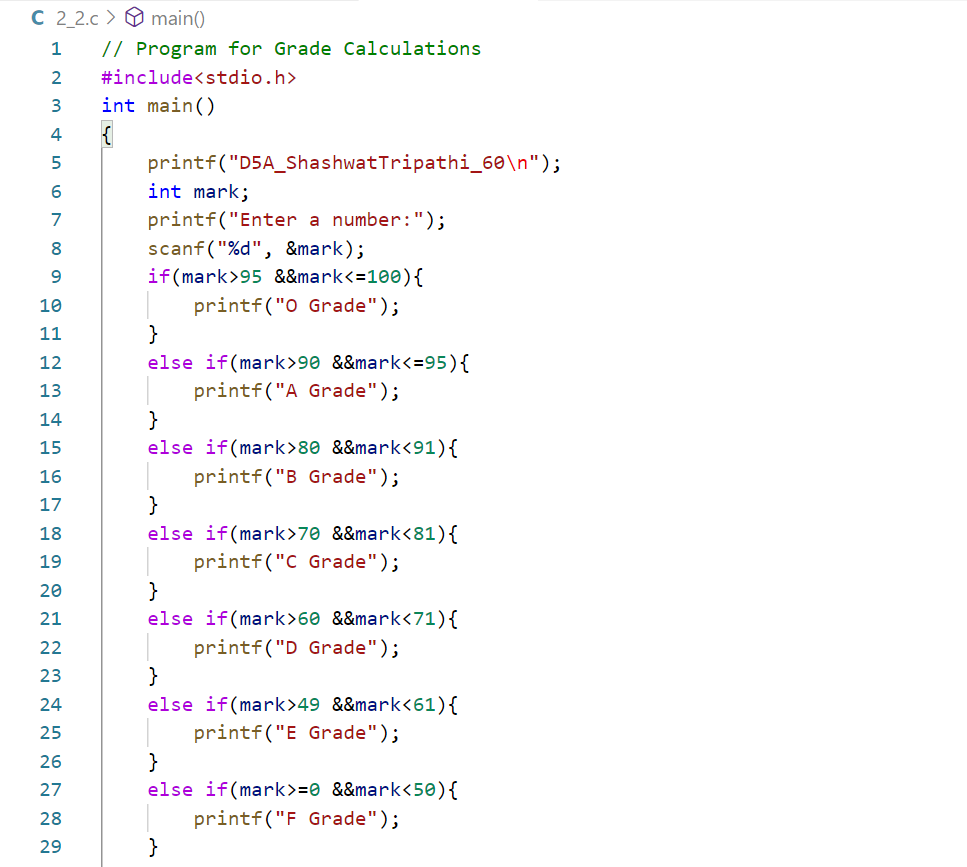 C 2_2.c > main()
1 // Program for Grade Calculations
2 #include<stdio.h>
3 int main()
4 {
5     printf("D5A_ShashwatTripathi_60\n");
6     int mark;
7     printf("Enter a number:");
8     scanf("%d", &mark);
9     if(mark>95 &&mark<=100){
10         printf("O Grade");
11     }
12     else if(mark>90 &&mark<=95){
13         printf("A Grade");
14     }
15     else if(mark>80 &&mark<91){
16         printf("B Grade");
17     }
18     else if(mark>70 &&mark<81){
19         printf("C Grade");
20     }
21     else if(mark>60 &&mark<71){
22         printf("D Grade");
23     }
24     else if(mark>49 &&mark<61){
25         printf("E Grade");
26     }
27     else if(mark>=0 &&mark<50){
28         printf("F Grade");
29     }